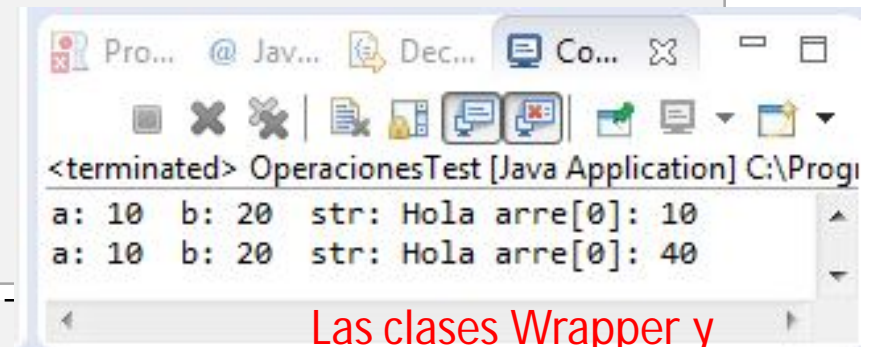 Pro... @ Jav... Dec... Co...
<terminated> OperacionesTest [Java Application] C:\Progr
a: 10 b: 20 str: Hola arre[0]: 10
a: 10 b: 20 str: Hola arre[0]: 40
Las clases Wrapper y